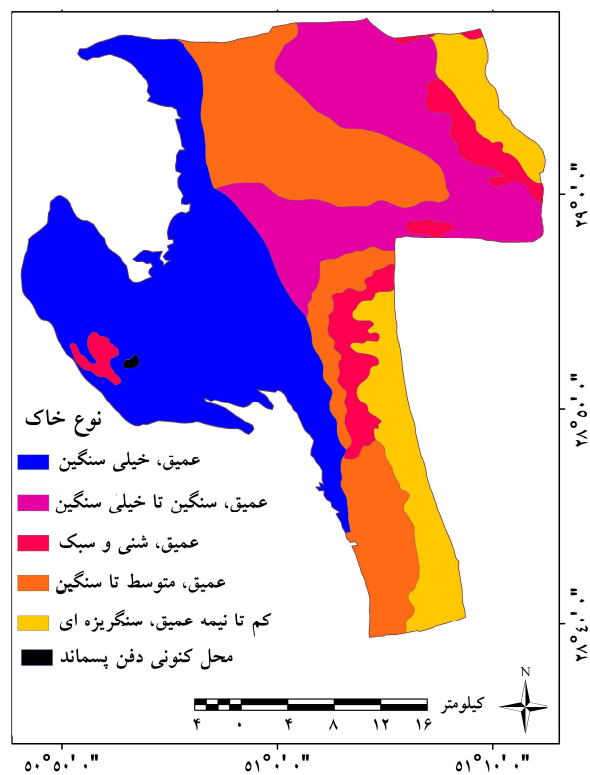 نوع خاک
عمیق، خیلی سنگین
عمیق، سنگین تا خیلی سنگین
عمیق، شنی و سبک
عمیق، متوسط تا سنگین
کم تا نیمه عمیق، سنگریزه ای
محل کنونی دفن پسماند
N
کیلومتر
۴ ۰ ۴ ۸ ۱۲ ۱۶
۲۹°۰'۰"
۲۸°۵۰'۰"
۲۸°۴۰'۰"
۵۰°۵۰'۰"
۵۱°۰'۰"
۵۱°۱۰'۰"